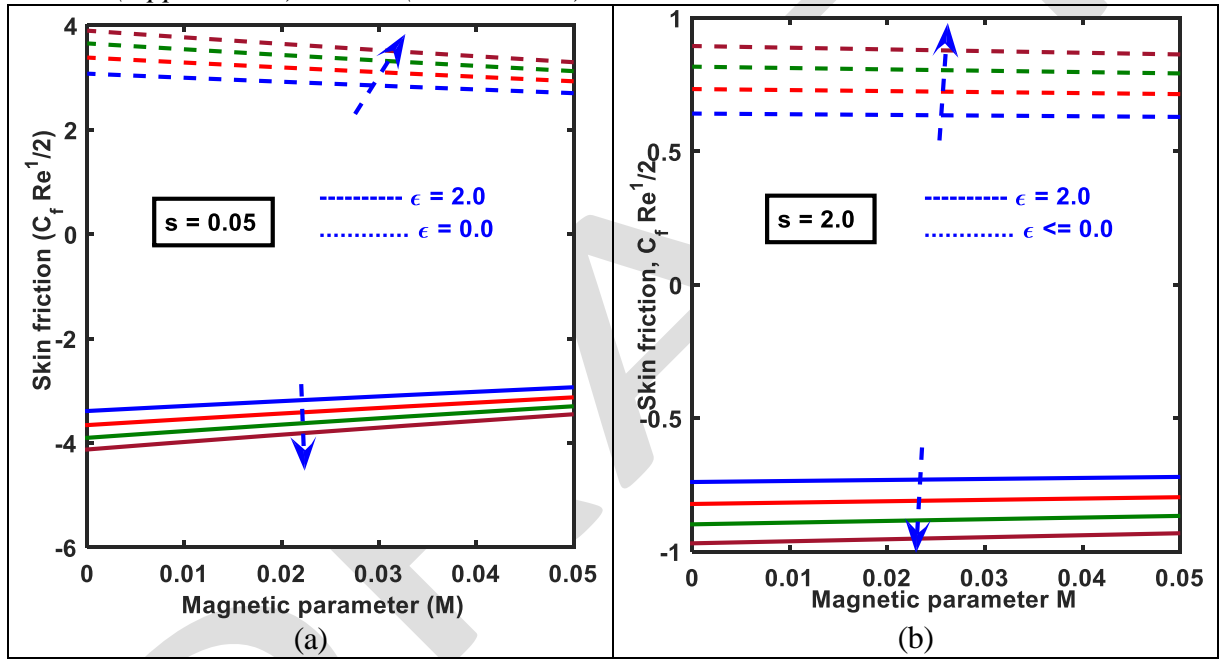 4
2
0
-2
-4
-6
Skin friction (C_f Re^1/2)
s = 0.05
ϵ = 2.0
ϵ = 0.0
0 0.01 0.02 0.03 0.04 0.05
Magnetic parameter (M)
(a)
1
0.5
0
-0.5
-1
Skin friction, C_f Re^1/2
s = 2.0
ϵ = 2.0
ϵ <= 0.0
0 0.01 0.02 0.03 0.04 0.05
Magnetic parameter M
(b)